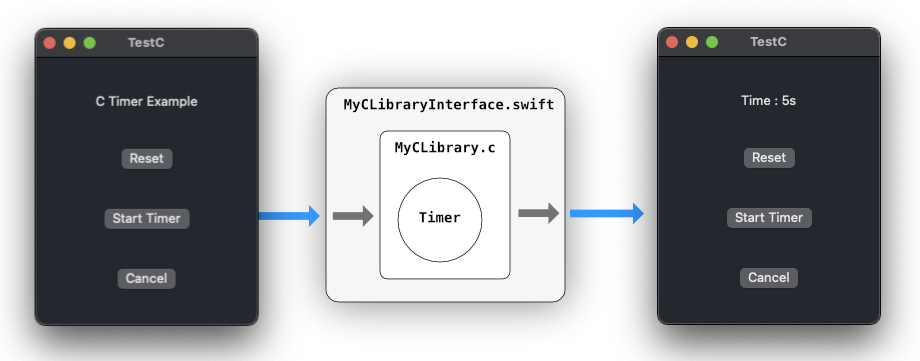 TestC
C Timer Example
Reset
Start Timer
Cancel
MyCLibraryInterface.swift
MyCLibrary.c
Timer
TestC
Time : 5s
Reset
Start Timer
Cancel